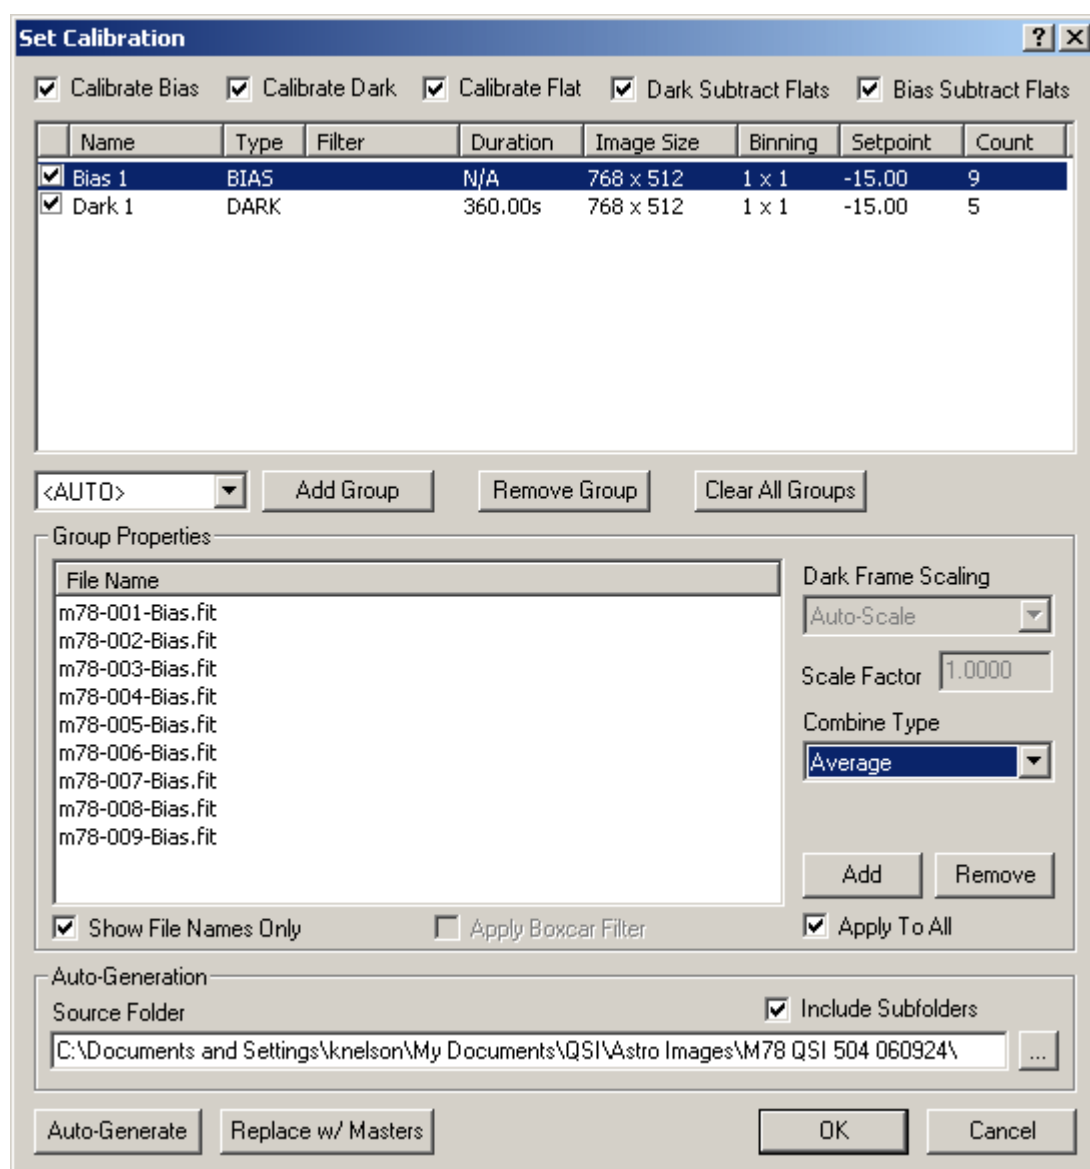 Set Calibration
Calibrate Bias Calibrate Dark Calibrate Flat Dark Subtract Flats Bias Subtract Flats
Name Type Filter Duration Image Size Binning Setpoint Count
Bias 1 BIAS N/A 768 x 512 1 x 1 -15.00 9
Dark 1 DARK 360.00s 768 x 512 1 x 1 -15.00 5
<AUTO> Add Group Remove Group Clear All Groups
Group Properties
File Name
m78-001-Bias.fit
m78-002-Bias.fit
m78-003-Bias.fit
m78-004-Bias.fit
m78-005-Bias.fit
m78-006-Bias.fit
m78-007-Bias.fit
m78-008-Bias.fit
m78-009-Bias.fit
Dark Frame Scaling
Auto-Scale
Scale Factor 1.0000
Combine Type
Average
Add Remove
Show File Names Only Apply Boxcar Filter Apply To All
Auto-Generation
Source Folder Include Subfolders
C:\Documents and Settings\knelson\My Documents\QSI\Astro Images\M78 QSI 504 060924\ ...
Auto-Generate Replace w/ Masters OK Cancel